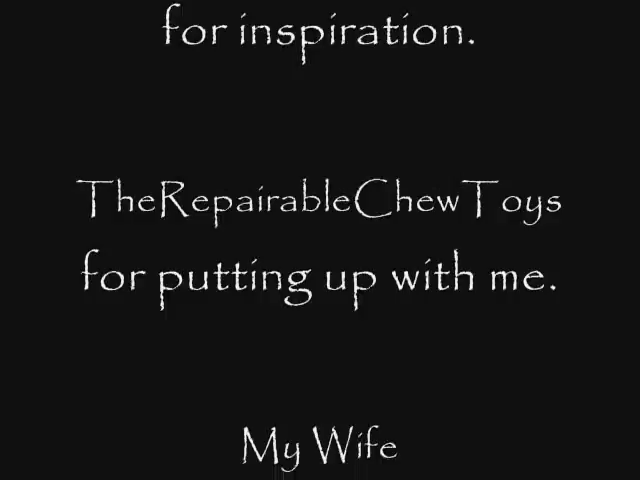 for inspiration.
TheRepairableChewToys
for putting up with me.
My Wife